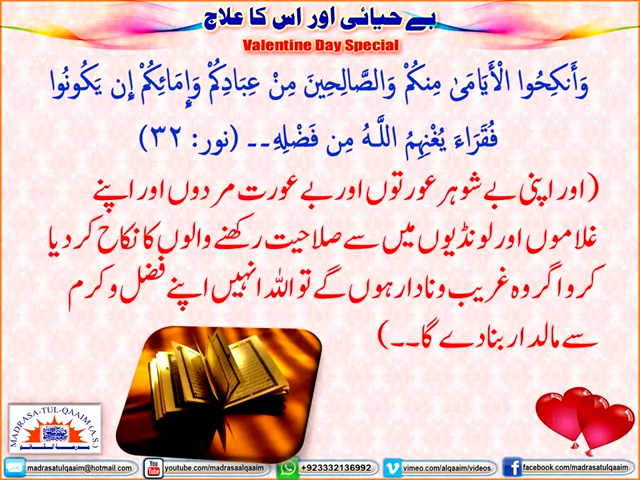 بے حیائی اور اس کا علاج
Valentine Day Special
وَأَنكِحُوا الْأَيَامَىٰ مِنكُمْ وَالصَّالِحِينَ مِنْ عِبَادِكُمْ وَإِمَائِكُمْ إِن يَكُونُوا
فُقَرَاءَ يُغْنِهِمُ اللَّـهُ مِن فَضْلِهِ۔۔ (نور: ۳۲)
(اور اپنی بے شوہر عورتوں اور بے عورت مردوں اور اپنے
غلاموں اور لونڈیوں میں سے صلاحیت رکھنے والوں کا نکاح کر دیا
کرو اگر وہ غریب و نادار ہوں گے تو اللہ انہیں اپنے فضل و کرم
سے مالدار بنا دے گا۔۔)
MADRASA-TUL-QAAIM (A.S.)
madrasatulqaaim@hotmail.com
You Tube youtube.com/madrasaalqaaim
+923332136992
vimeo.com/alqaaim/videos
facebook.com/madrasatulqaaim